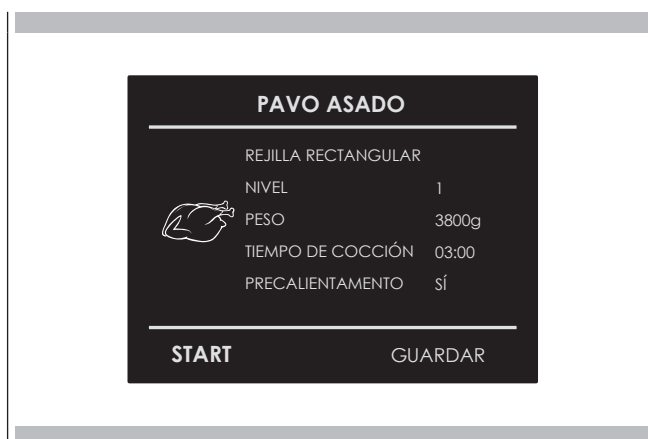 PAVO ASADO
REJILLA RECTANGULAR
NIVEL 1
PESO 3800g
TIEMPO DE COCCIÓN 03:00
PRECALIENTAMENTO SÍ
START GUARDAR